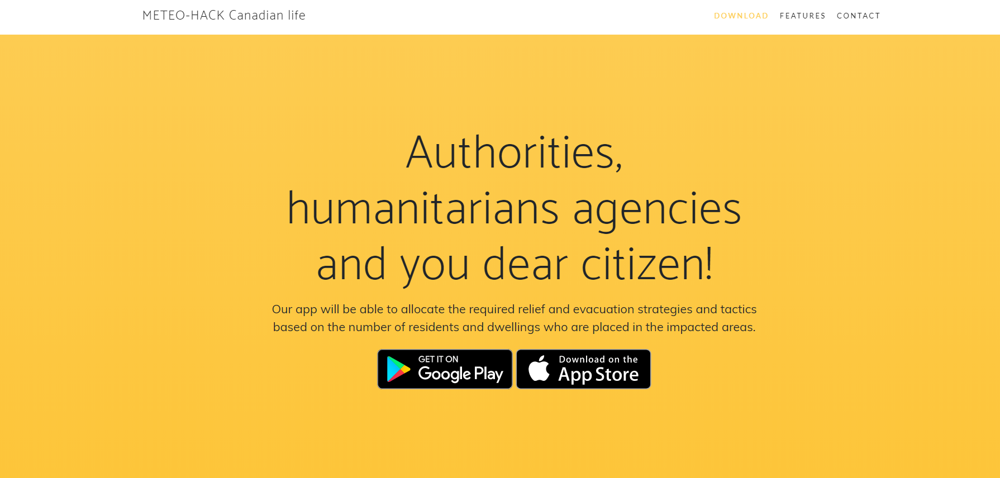 METEO-HACK Canadian life
DOWNLOAD FEATURES CONTACT
Authorities,
humanitarians agencies
and you dear citizen!
Our app will be able to allocate the required relief and evacuation strategies and tactics
based on the number of residents and dwellings who are placed in the impacted areas.
GET IT ON
Google Play
Download on the
App Store